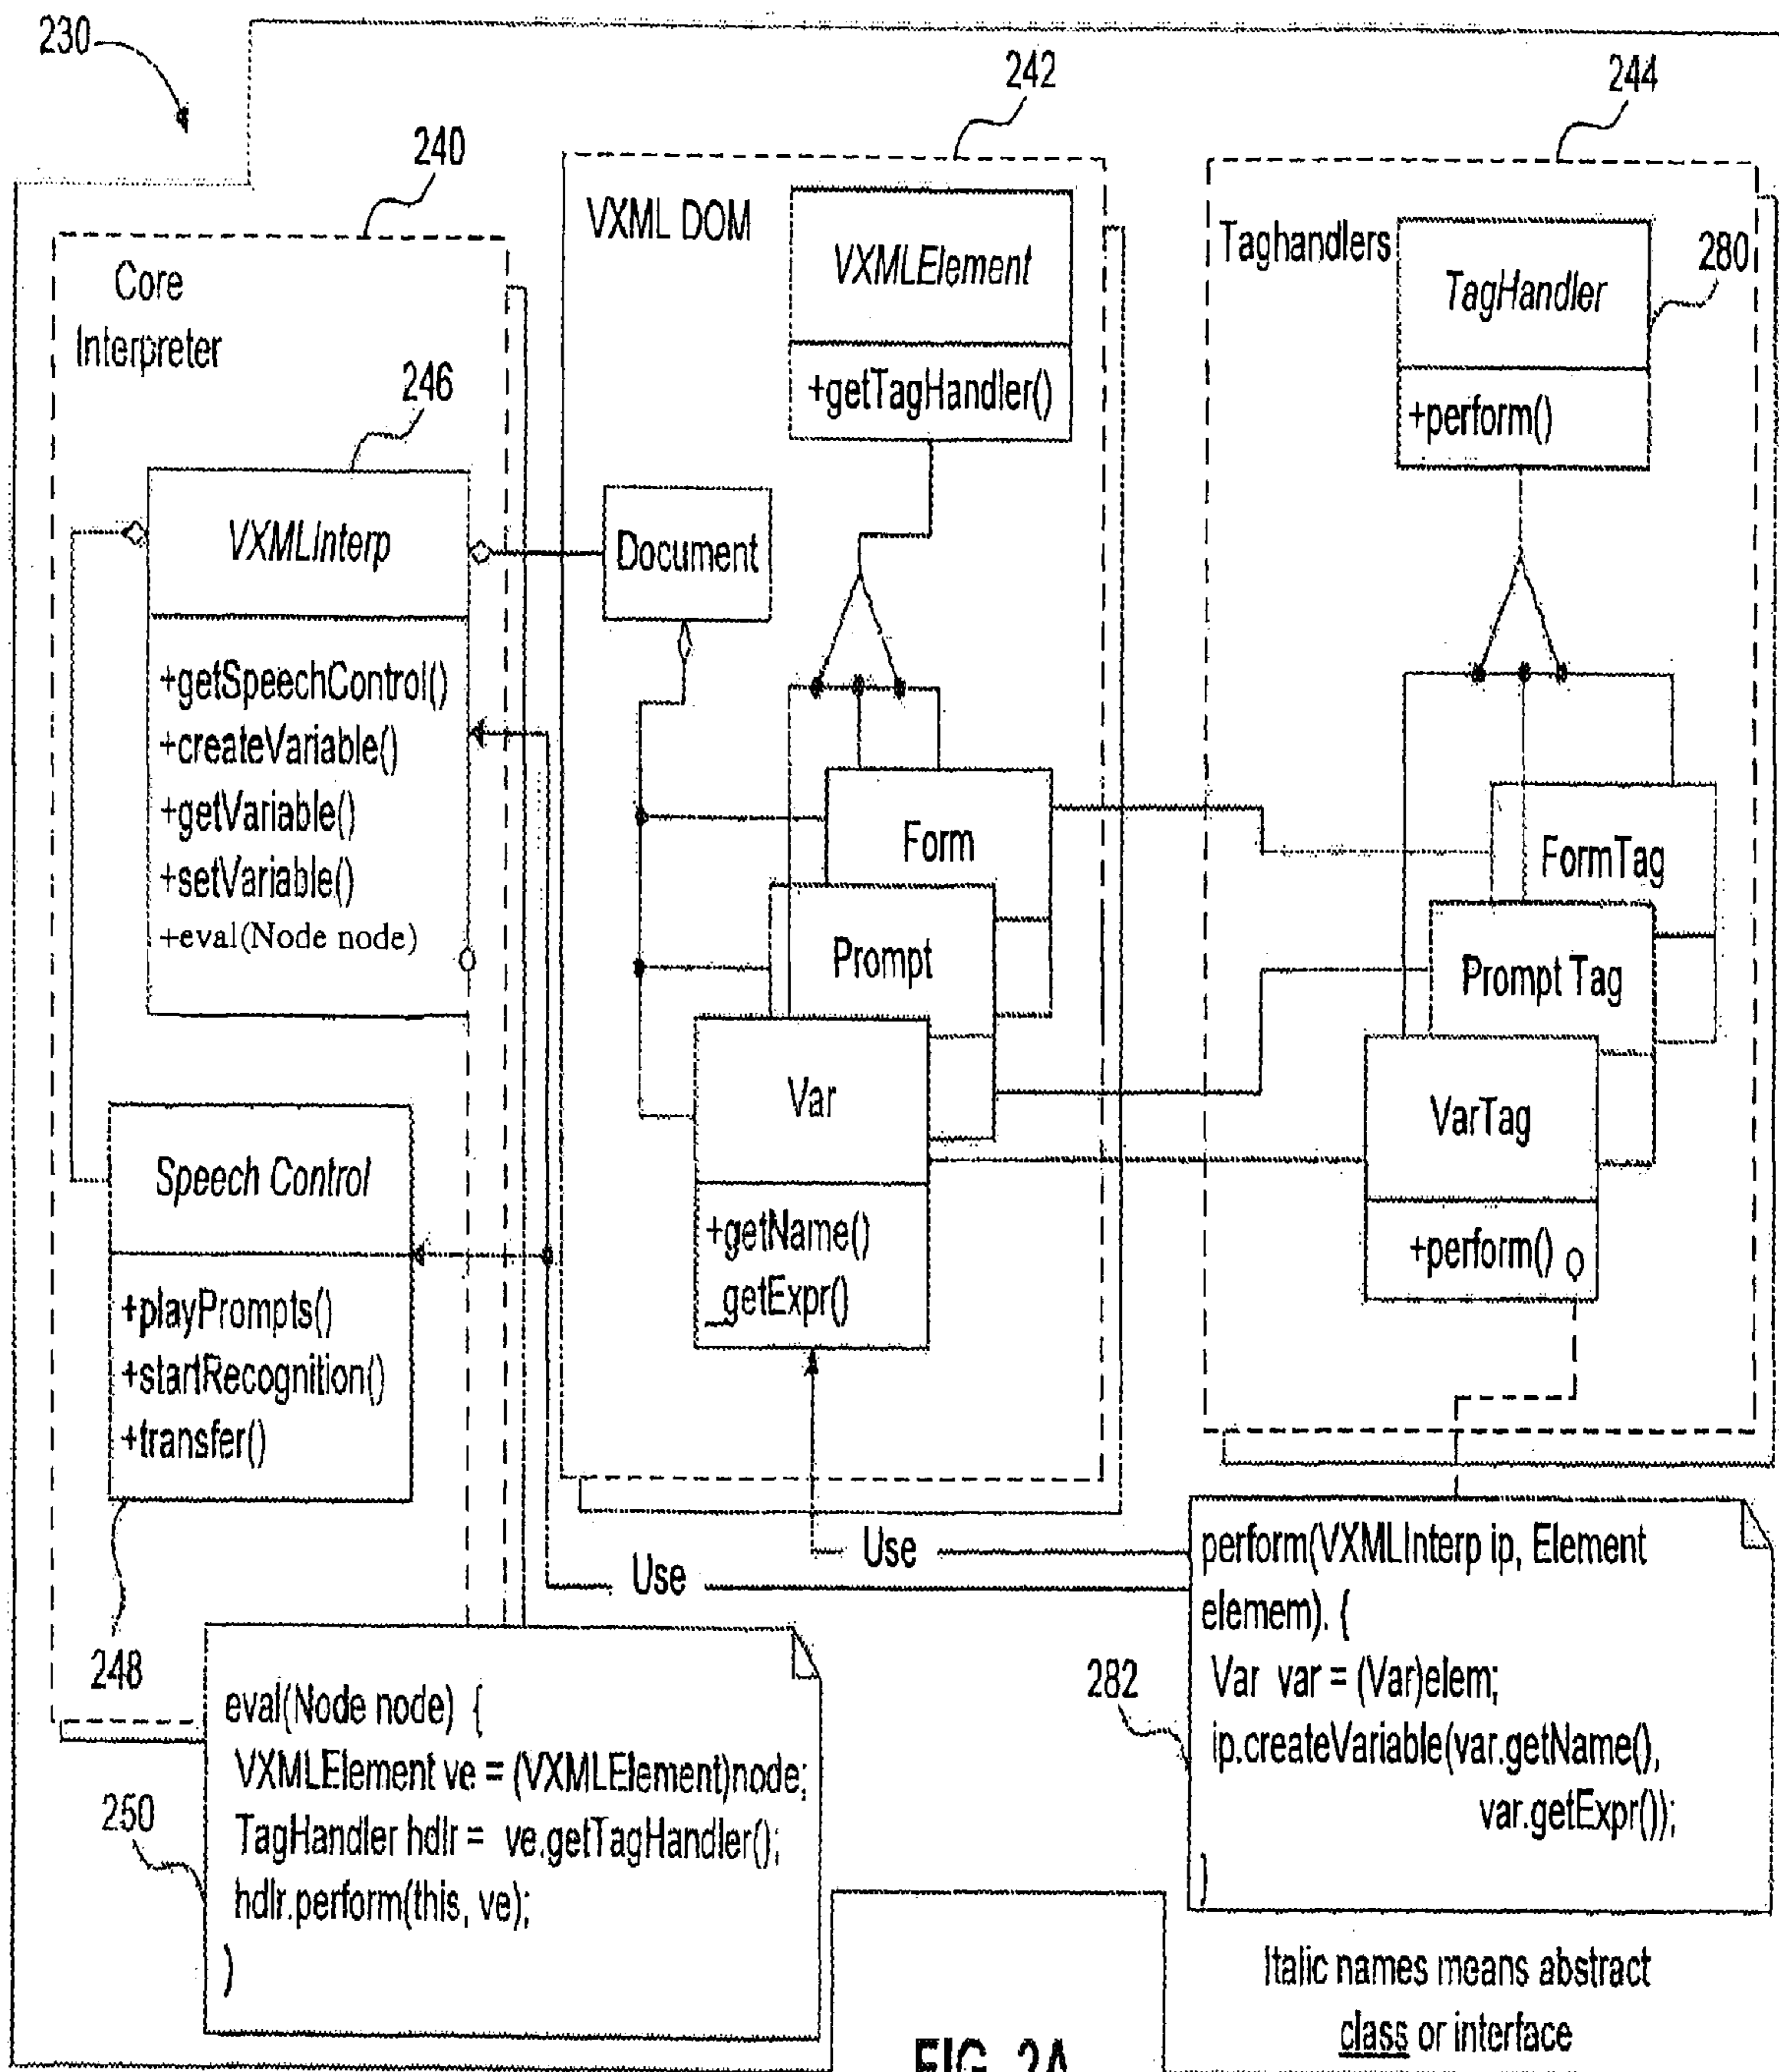 230
242
244
240
VXML DOM
VXMLElement
+getTagHandler()
Taghandlers
TagHandler
280
+perform()
Core
Interpreter
246
VXMLInterp
+getSpeechControl()
+createVariable()
+getVariable()
+setVariable()
+eval(Node node)
Document
Form
Prompt
Var
+getName()
_getExpr()
FormTag
Prompt Tag
VarTag
+perform()
Speech Control
+playPrompts()
+startRecognition()
+transfer()
248
Use
Use
250
eval(Node node) {
VXMLElement ve = (VXMLElement)node;
TagHandler hdlr = ve.getTagHandler();
hdlr.perform(this, ve);
)
282
perform(VXMLInterp ip, Element
elemem). {
Var var = (Var)elem;
ip.createVariable(var.getName(),
var.getExpr());
)
Italic names means abstract
class or interface
FIG. 2A